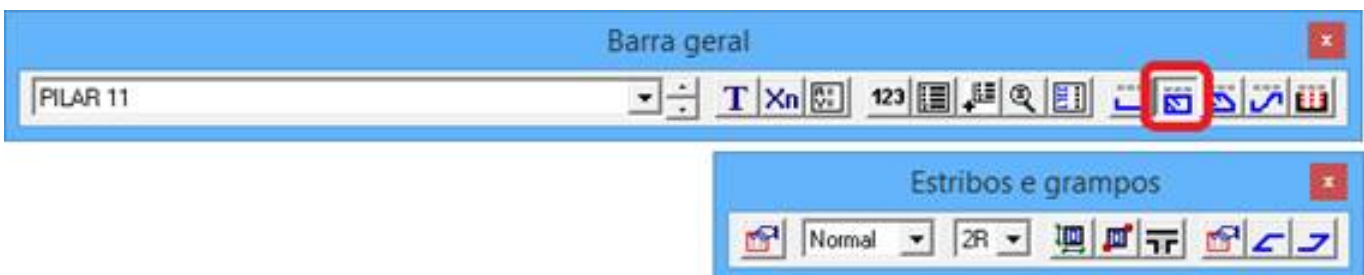 Barra geral
PILAR 11
T Xn 123
Estribos e grampos
Normal 2R